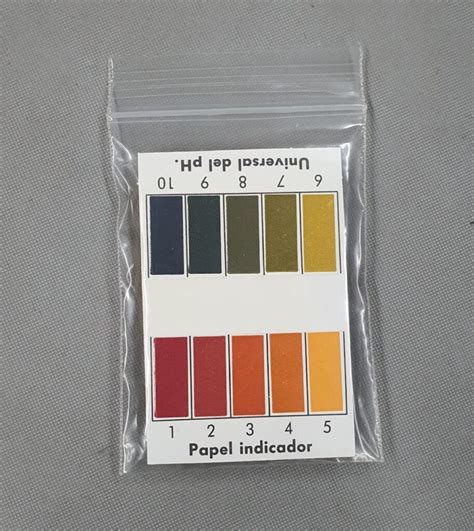 Universal del pH.
10 9 8 7 6
1 2 3 4 5
Papel indicador